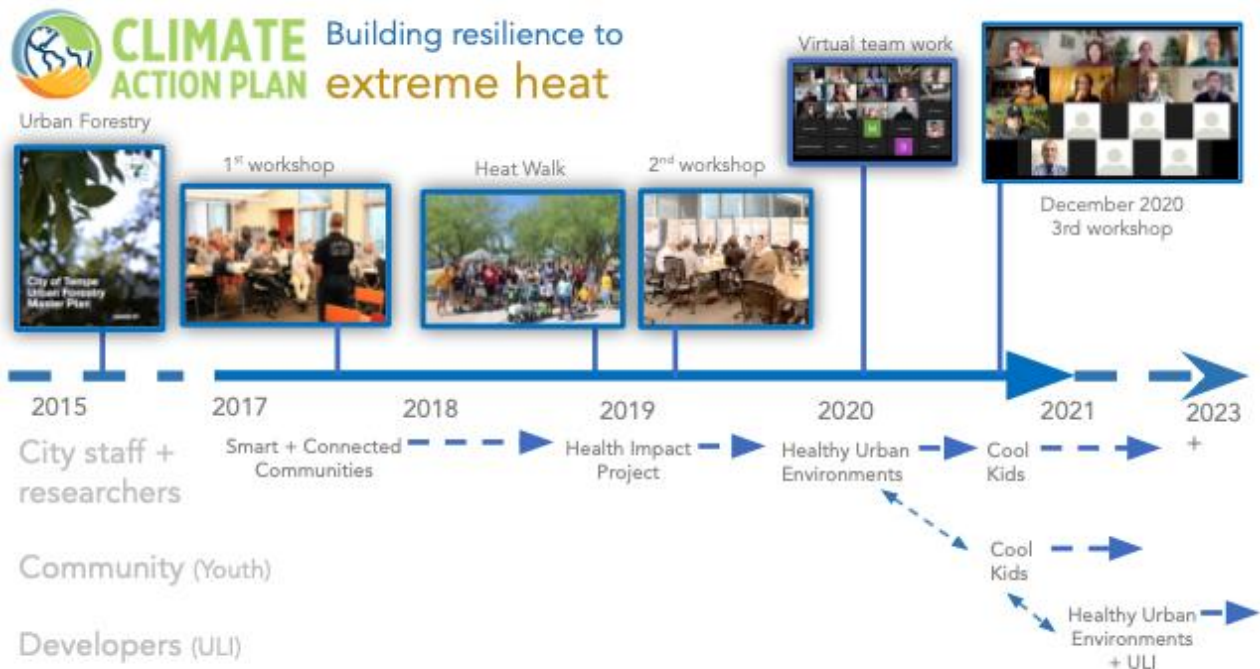 CLIMATE
ACTION PLAN
Building resilience to
extreme heat
Urban Forestry
1st workshop
Heat Walk
2nd workshop
Virtual team work
City of Tempe
Urban Forestry
Master Plan
December 2020
3rd workshop
2015
2017
2018
2019
2020
2021
2023
+
City staff +
researchers
Smart + Connected
Communities
Health Impact
Project
Healthy Urban
Environments
Cool
Kids
Community (Youth)
Cool
Kids
Developers (ULI)
Healthy Urban
Environments
+ ULI